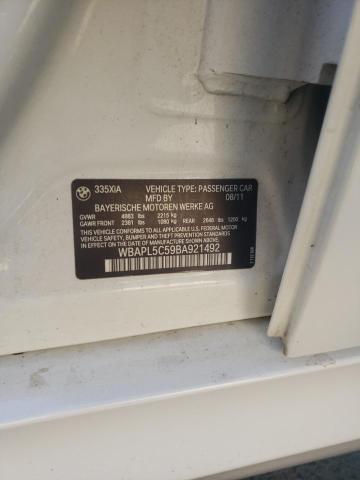 335XIA VEHICLE TYPE: PASSENGER CAR
MFD BY 08/11
BAYERISCHE MOTOREN WERKE AG
GVWR 4883 lbs 2215 kg
GAWR FRONT 2381 lbs 1080 kg REAR 2646 lbs 1200 kg
THIS VEHICLE CONFORMS TO ALL APPLICABLE U.S. FEDERAL MOTOR
VEHICLE SAFETY, BUMPER AND THEFT PREVENTION STANDARDS
IN EFFECT ON THE DATE OF MANUFACTURE SHOWN ABOVE.
WBAPL5C59BA921492